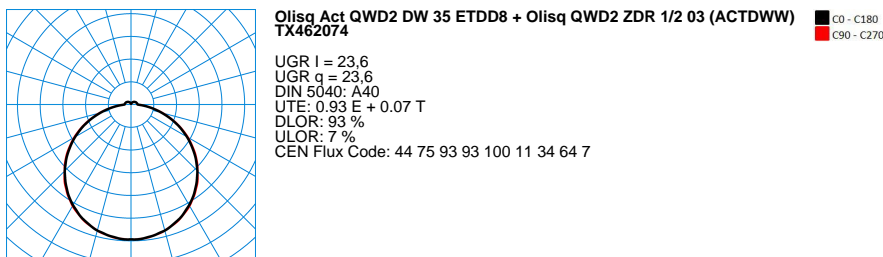 Olisq Act QWD2 DW 35 ETDD8 + Olisq QWD2 ZDR 1/2 03 (ACTDWW)
TX462074
UGR l = 23,6
UGR q = 23,6
DIN 5040: A40
UTE: 0.93 E + 0.07 T
DLOR: 93 %
ULOR: 7 %
CEN Flux Code: 44 75 93 93 100 11 34 64 7
C0 - C180
C90 - C270